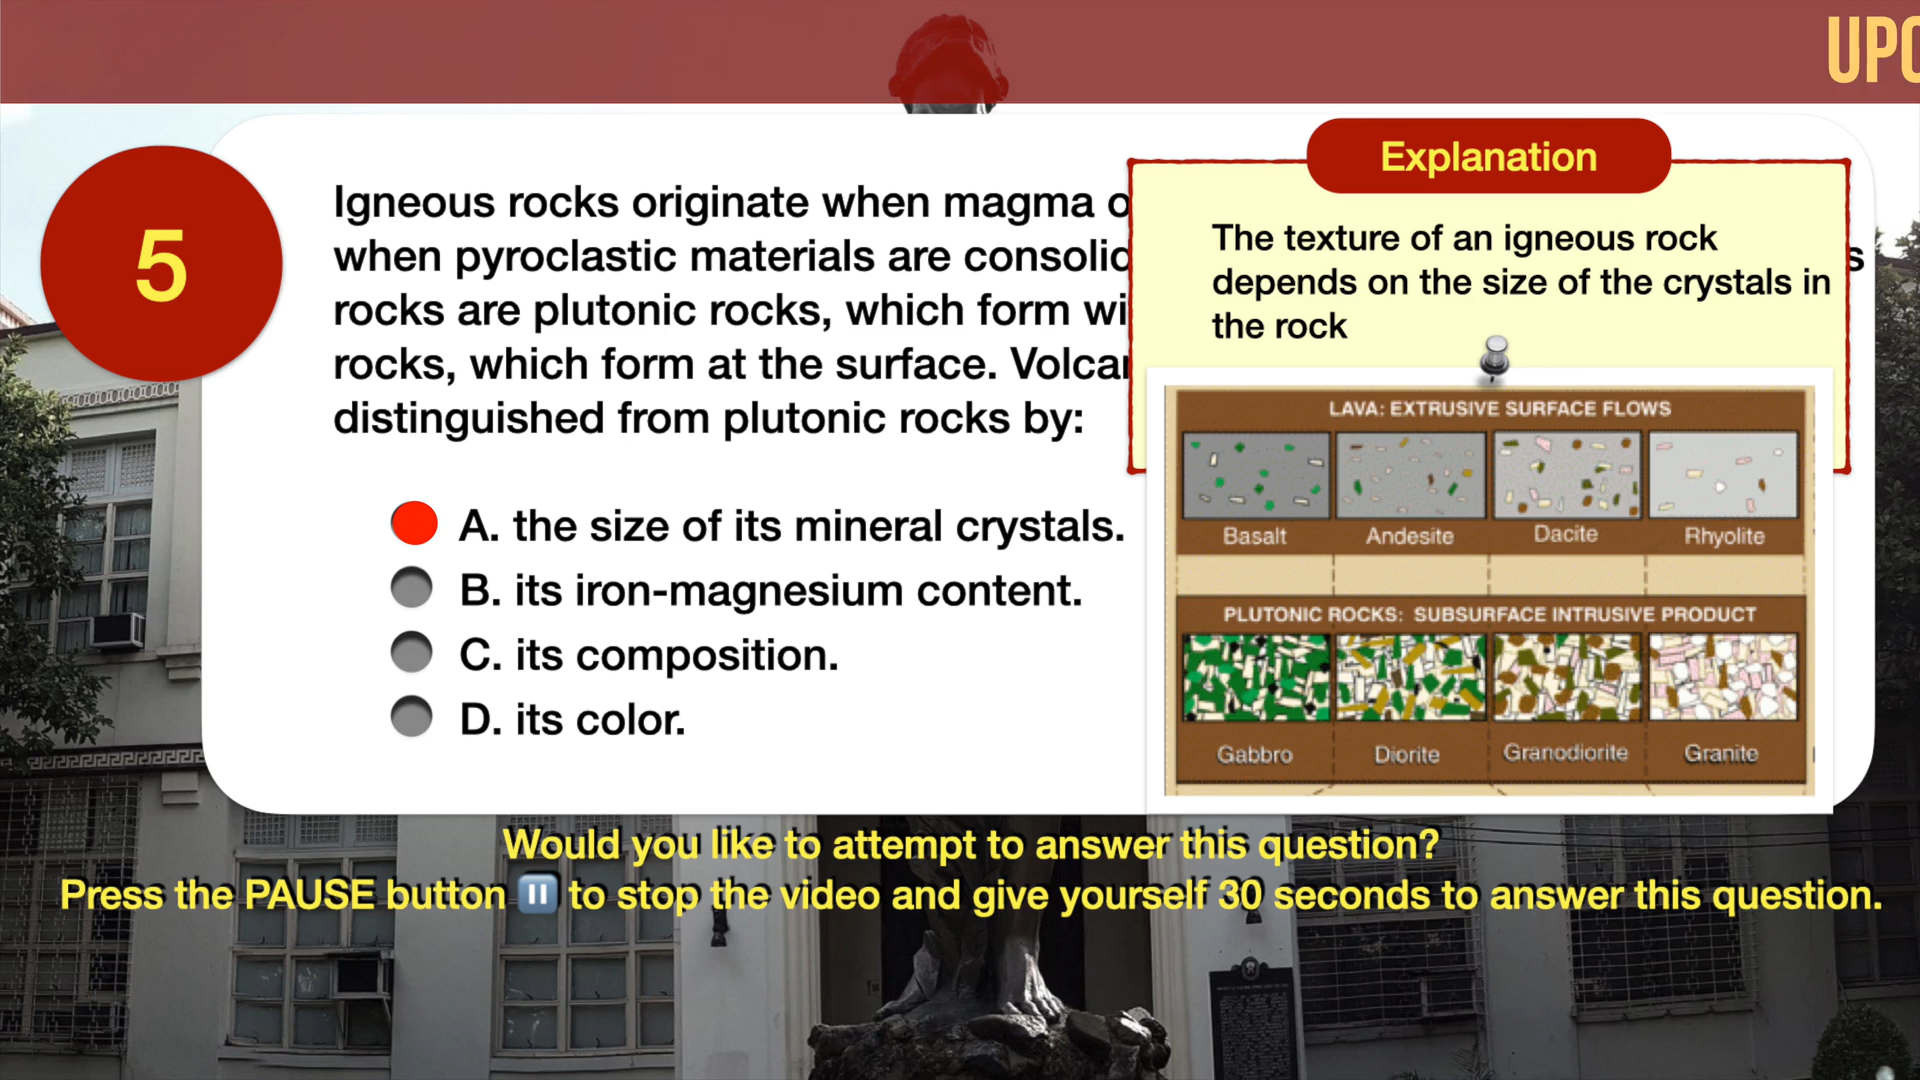 UPC
5
Igneous rocks originate when magma o
when pyroclastic materials are consolid
s
rocks are plutonic rocks, which form wi
rocks, which form at the surface. Volcan
distinguished from plutonic rocks by:
A. the size of its mineral crystals.
B. its iron-magnesium content.
C. its composition.
D. its color.
Explanation
The texture of an igneous rock
depends on the size of the crystals in
the rock
LAVA: EXTRUSIVE SURFACE FLOWS
Basalt Andesite Dacite Rhyolite
PLUTONIC ROCKS: SUBSURFACE INTRUSIVE PRODUCT
Gabbro Diorite Granodiorite Granite
Would you like to attempt to answer this question?
Press the PAUSE button ⏸ to stop the video and give yourself 30 seconds to answer this question.